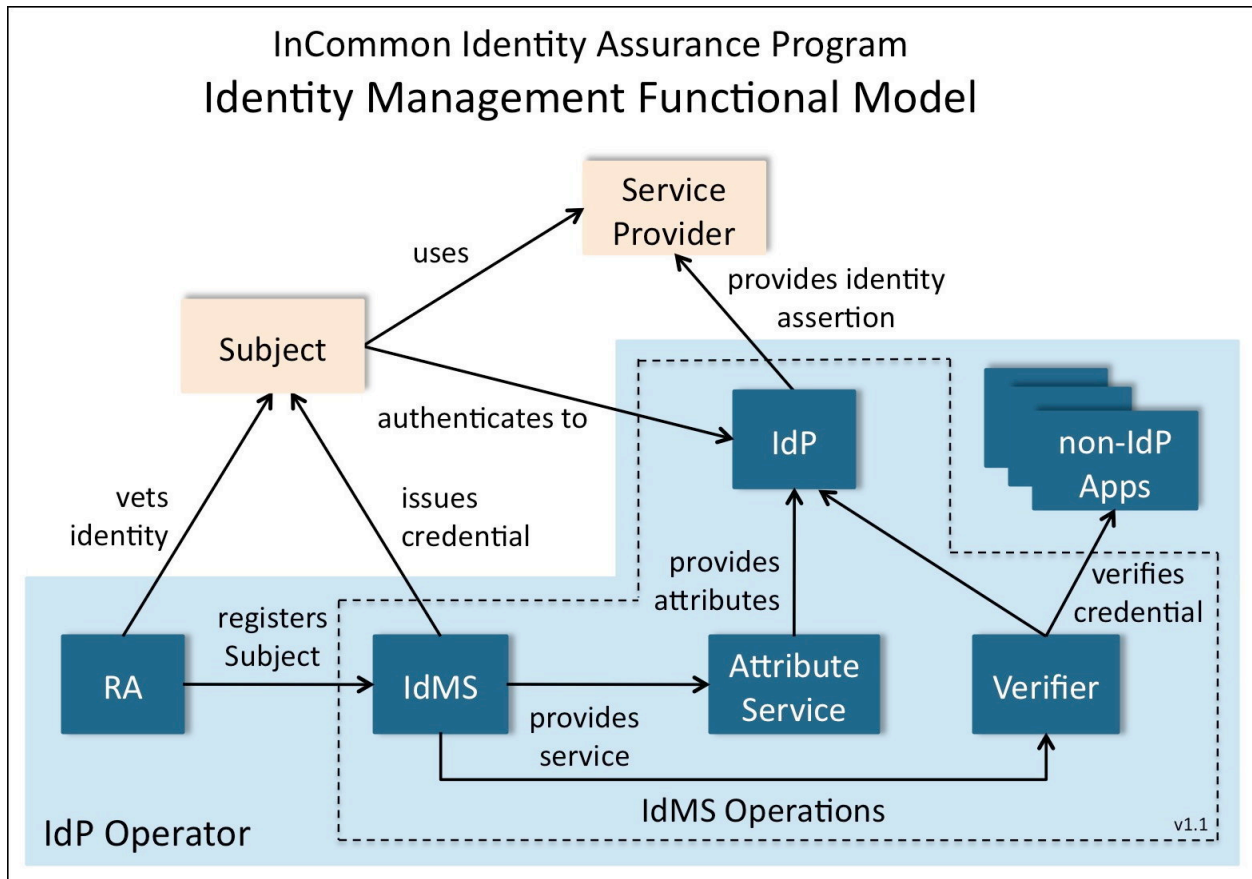 InCommon Identity Assurance Program
Identity Management Functional Model
Service
Provider
uses
provides identity
assertion
Subject
authenticates to
IdP
non-IdP
Apps
vets
identity
issues
credential
provides
attributes
verifies
credential
registers
Subject
RA
IdMS
Attribute
Service
Verifier
provides
service
IdMS Operations
IdP Operator
v1.1